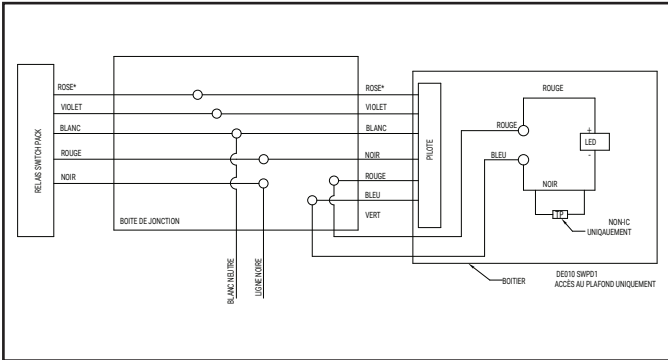 RELAIS SWITCH PACK
ROSE*
VIOLET
BLANC
ROUGE
NOIR
BOITE DE JONCTION
BLANC NEUTRE
LIGNE NOIRE
ROSE*
VIOLET
BLANC
NOIR
ROUGE
BLEU
VERT
PILOTE
ROUGE
ROUGE
BLEU
+
LED
-
NOIR
TP
NON-IC
UNIQAUEMENT
BOITIER
DE010 SWPD1
ACCÈS AU PLAFOND UNIQUEMENT